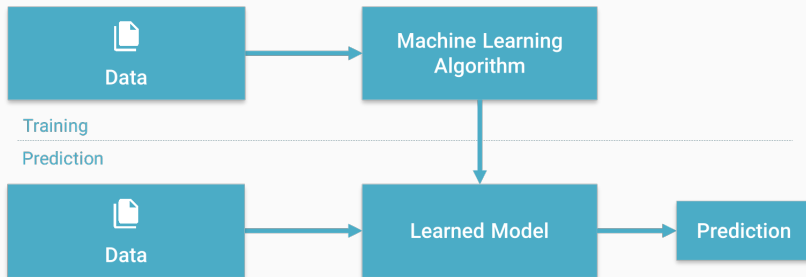 Data
Machine Learning
Algorithm
Training
Prediction
Data
Learned Model
Prediction